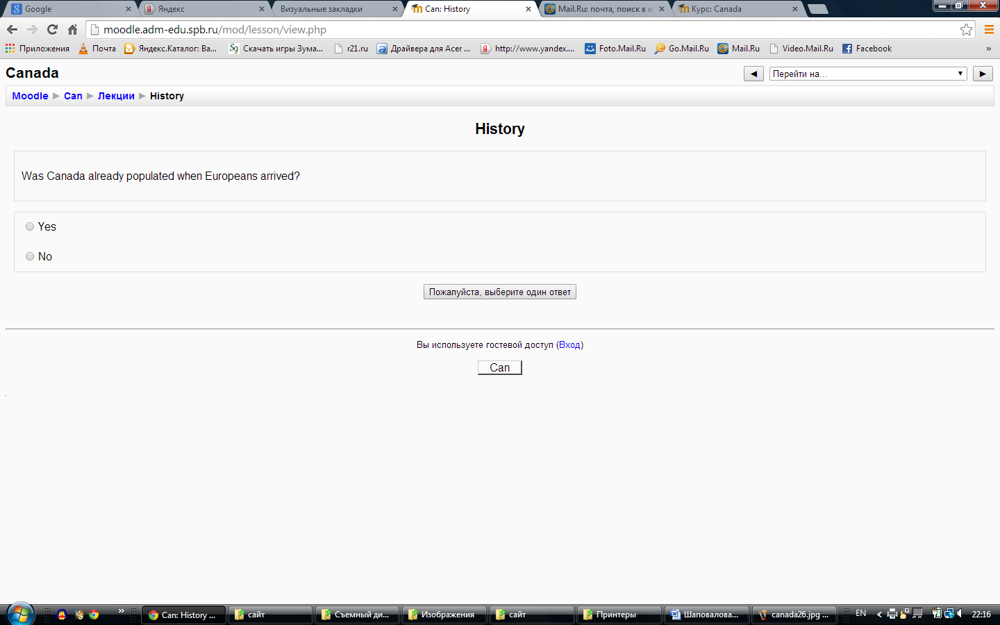 Google
Яндекс
Визуальные закладки
Can: History
Mail.Ru: почта, поиск в и
Курс: Canada
moodle.adm-edu.spb.ru/mod/lesson/view.php
Приложения
Почта
Яндекс.Каталог: Ва...
Скачать игры Зума...
r21.ru
Драйвера для Acer ...
http://www.yandex....
Foto.Mail.Ru
Go.Mail.Ru
Mail.Ru
Video.Mail.Ru
Facebook
»
Canada
Перейти на...
Moodle ► Can ► Лекции ► History
History
Was Canada already populated when Europeans arrived?
Yes
No
Пожалуйста, выберите один ответ
Вы используете гостевой доступ (Вход)
Can
Can: History ...
сайт
Съемный ди...
Изображения
сайт
Принтеры
Шаповалова...
canada26.jpg ...
EN
22:16